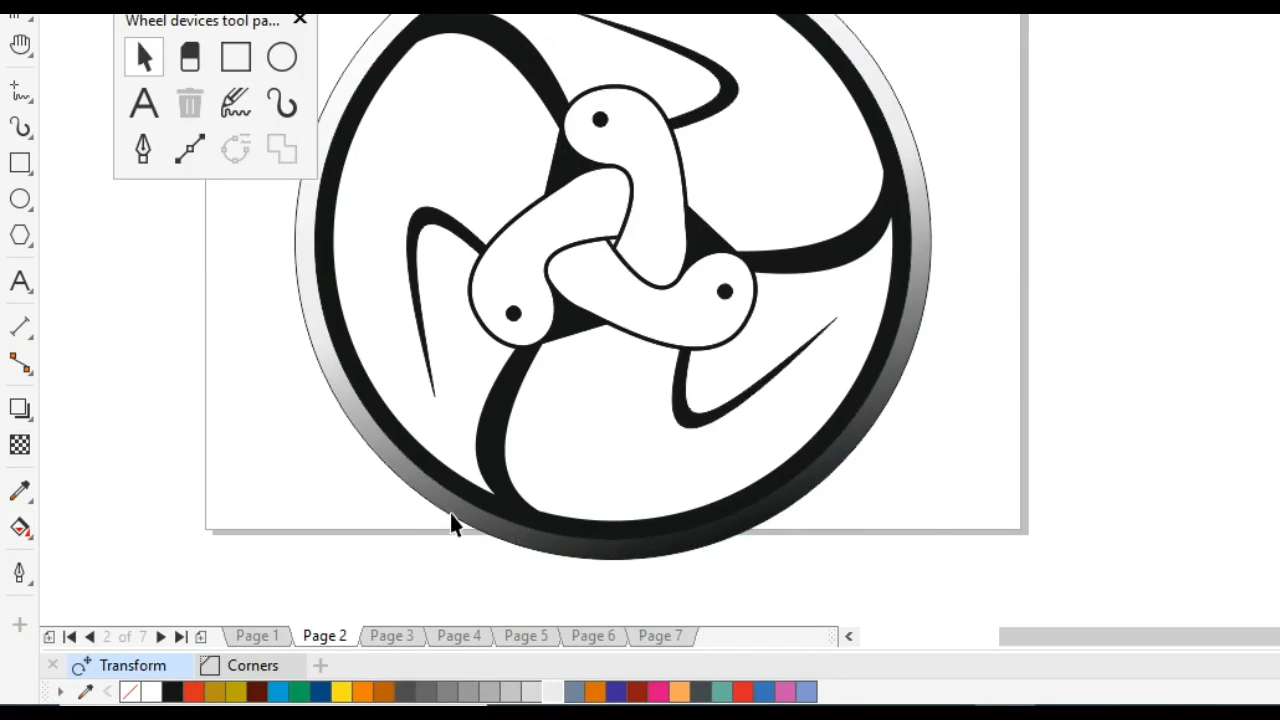 Wheel devices tool pa...
2 of 7 Page 1 Page 2 Page 3 Page 4 Page 5 Page 6 Page 7
Transform Corners